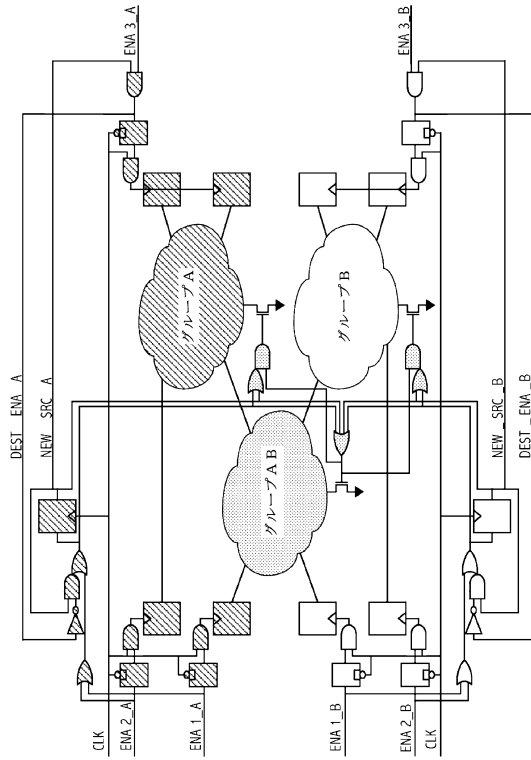 DEST_ENA_A
NEW_SRC_A
CLK
ENA 2_A
ENA 1_A
ENA 1_B
ENA 2_B
CLK
グループA
グループAB
グループB
ENA 3_A
ENA 3_B
NEW_SRC_B
DEST_ENA_B